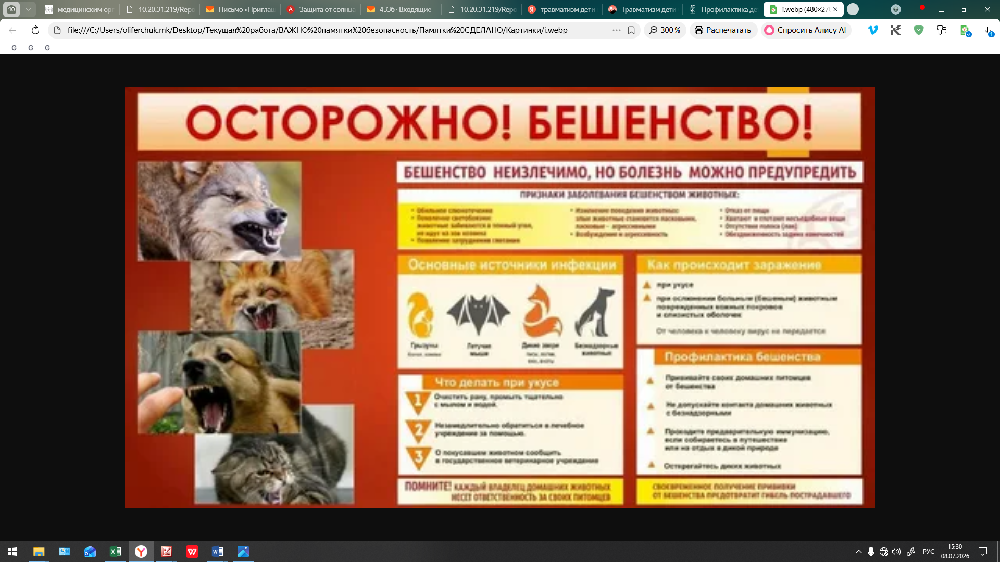 10
медицинским орг
10.20.31.219/Repo
Письмо «Приглаш
Защита от солнца
4336 · Входящие –
10.20.31.219/Repo
травматизм дети
Травматизм дети
Профилактика де
i.webp (480×270
file:///C:/Users/oliferchuk.mk/Desktop/Текущая%20работа/ВАЖНО%20памятки%20безопасность/Памятки%20СДЕЛАНО/Картинки/i.webp
300 %
Распечатать
Спросить Алису AI
1
G G G
ОСТОРОЖНО! БЕШЕНСТВО!
БЕШЕНСТВО НЕИЗЛЕЧИМО, НО БОЛЕЗНЬ МОЖНО ПРЕДУПРЕДИТЬ
ПРИЗНАКИ ЗАБОЛЕВАНИЯ БЕШЕНСТВОМ ЖИВОТНЫХ:
• Обильное слюнотечение
• Появление светобоязни:
животные забиваются в темный угол,
не идут на зов хозяина
• Появление затруднения глотания
• Изменение поведения животных:
злые животные становятся ласковыми,
ласковые - агрессивными
• Возбуждение и агрессивность
• Отказ от пищи
• Хватают и глотают несъедобные вещи
• Отсутствие голоса (лая)
• Обездвиженность задних конечностей
Основные источники инфекции
Грызуны
Летучие
мыши
Дикие звери
Безнадзорные
животные
Как происходит заражение
при укусе
при ослюнении больным (бешеным) животным
поврежденных кожных покровов
и слизистых оболочек
От человека к человеку вирус не передается
Что делать при укусе
1 Очистить рану, промыть тщательно
с мылом и водой.
2 Незамедлительно обратиться в лечебное
учреждение за помощью.
3 О покусавшем животном сообщить
в государственное ветеринарное учреждение
Профилактика бешенства
Прививайте своих домашних питомцев
от бешенства
Не допускайте контакта домашних животных
с безнадзорными
Проходите предварительную иммунизацию,
если собираетесь в путешествие
или на отдых в дикой природе
Остерегайтесь диких животных
ПОМНИТЕ! КАЖДЫЙ ВЛАДЕЛЕЦ ДОМАШНИХ ЖИВОТНЫХ
НЕСЕТ ОТВЕТСТВЕННОСТЬ ЗА СВОИХ ПИТОМЦЕВ
СВОЕВРЕМЕННОЕ ПОЛУЧЕНИЕ ПРИВИВКИ
ОТ БЕШЕНСТВА ПРЕДОТВРАТИТ ГИБЕЛЬ ПОСТРАДАВШЕГО
РУС
15:30
08.07.2026